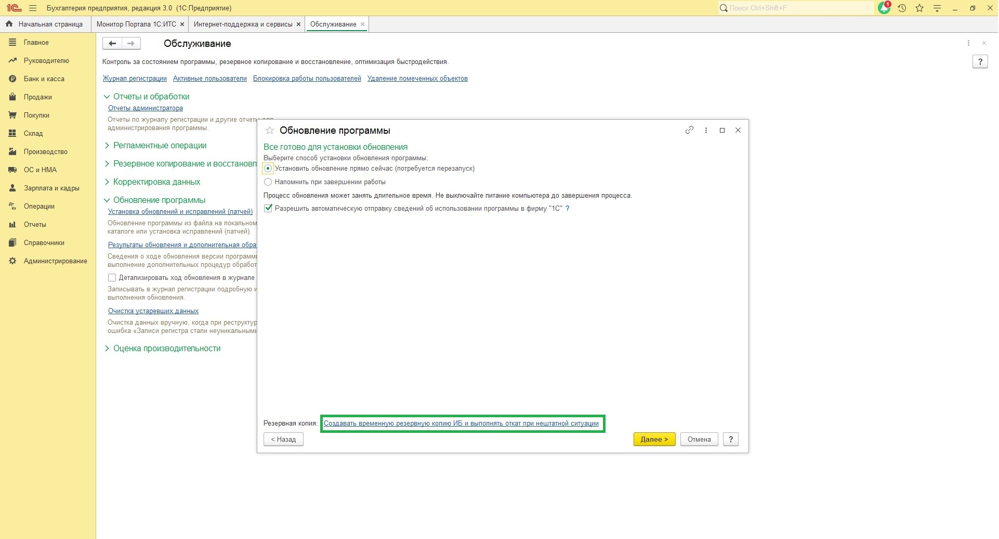 1С Бухгалтерия предприятия, редакция 3.0 (1С:Предприятие)
Поиск Ctrl+Shift+F
1
Начальная страница
Монитор Портала 1С:ИТС ×
Интернет-поддержка и сервисы ×
Обслуживание ×
Главное
Руководителю
Банк и касса
Продажи
Покупки
Склад
Производство
ОС и НМА
Зарплата и кадры
Дт Кт Операции
Отчеты
Справочники
Администрирование
Обслуживание
Контроль за состоянием программы, резервное копирование и восстановление, оптимизация быстродействия.
?
Журнал регистрации Активные пользователи Блокировка работы пользователей Удаление помеченных объектов
Отчеты и обработки
Отчеты администратора
Отчеты по журналу регистрации и другие отчеты для
администрирования программы.
Регламентные операции
Резервное копирование и восстановл
Корректировка данных
Обновление программы
Установка обновлений и исправлений (патчей)
Обновление программы из файла на локальном
каталоге или установка исправлений (патчей).
Результаты обновления и дополнительная обра
Сведения о ходе обновления версии программы
выполнение дополнительных процедур обработ
Детализировать ход обновления в журнале
Записывать в журнал регистрации подробную и
выполнения обновления.
Очистка устаревших данных
Очистка данных вручную, когда при реструктур
ошибка «Записи регистра стали неуникальными
Оценка производительности
Обновление программы
Все готово для установки обновления
Выберите способ установки обновления программы:
Установить обновление прямо сейчас (потребуется перезапуск)
Напомнить при завершении работы
Процесс обновления может занять длительное время. Не выключайте питание компьютера до завершения процесса.
Разрешить автоматическую отправку сведений об использовании программы в фирму "1С" ?
Резервная копия: Создавать временную резервную копию ИБ и выполнять откат при нештатной ситуации
< Назад
Далее >
Отмена
?